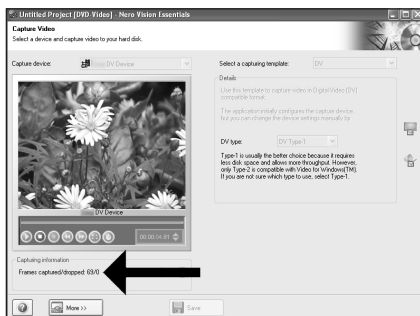 Untitled Project [DVD-Video] - Nero Vision Essentials
Capture Video
Select a device and capture video to your hard disk.
Capture device:
DV Device
Select a capturing template:
DV
Details
Use this template to capture video in Digital Video (DV)
compatible format.
The application initially configures the capture device,
but you can change the device settings manually by
DV type:
DV Type-1
Type-1 is usually the better choice because it requires
less disk space and allows more throughput. However,
only Type-2 is compatible with Video for Windows(TM).
If you are not sure which type to use, select Type-1.
DV Device
Capturing information
Frames captured/dropped: 69/0
More >>
Save